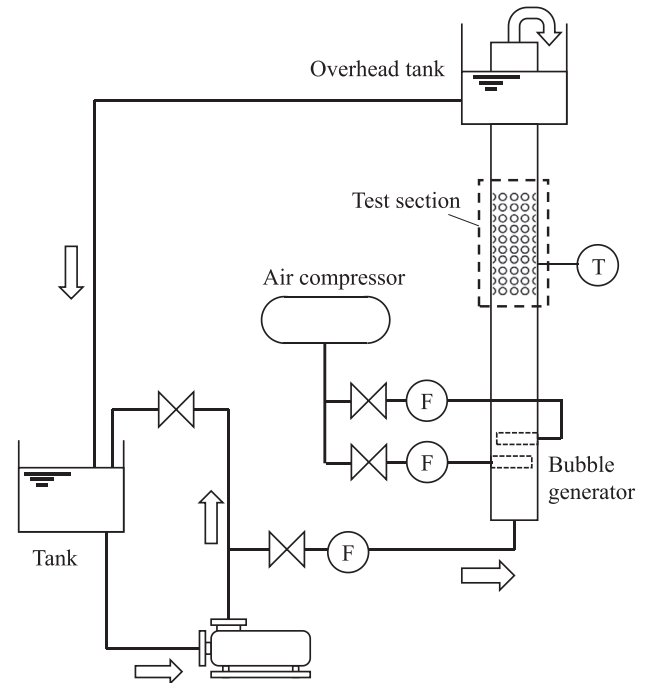 Overhead tank
Test section
T
Air compressor
F
F
Bubble
generator
Tank
F